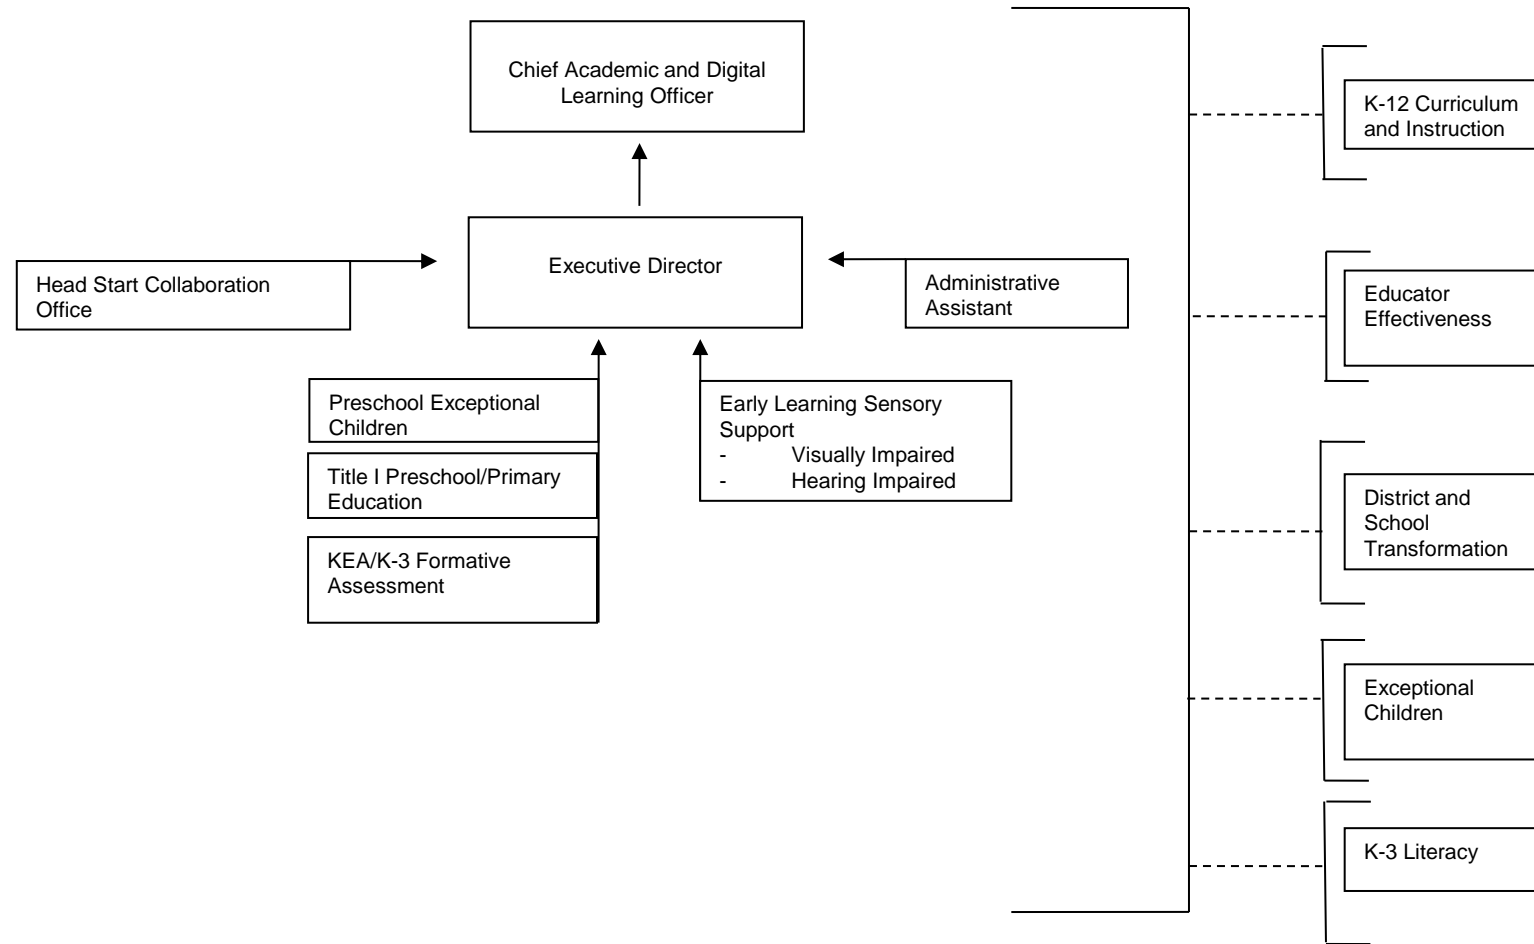 Chief Academic and Digital
Learning Officer
K-12 Curriculum
and Instruction
Executive Director
Head Start Collaboration
Office
Administrative
Assistant
Educator
Effectiveness
Preschool Exceptional
Children
Title I Preschool/Primary
Education
KEA/K-3 Formative
Assessment
Early Learning Sensory
Support
- Visually Impaired
- Hearing Impaired
District and
School
Transformation
Exceptional
Children
K-3 Literacy